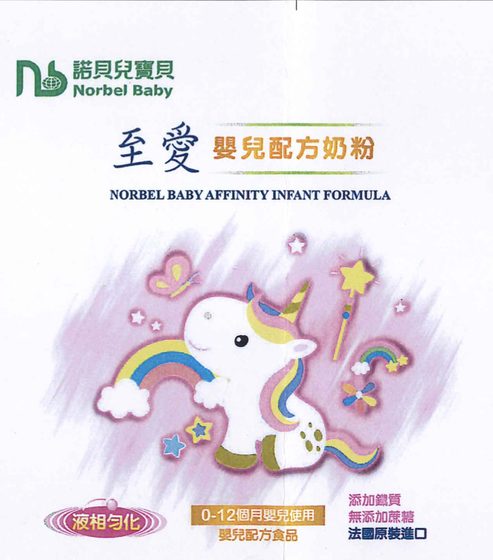 諾貝兒寶貝
Norbel Baby
至愛 嬰兒配方奶粉
NORBEL BABY AFFINITY INFANT FORMULA
液相勻化
0-12個月嬰兒使用
嬰兒配方食品
添加鐵質
無添加蔗糖
法國原裝進口